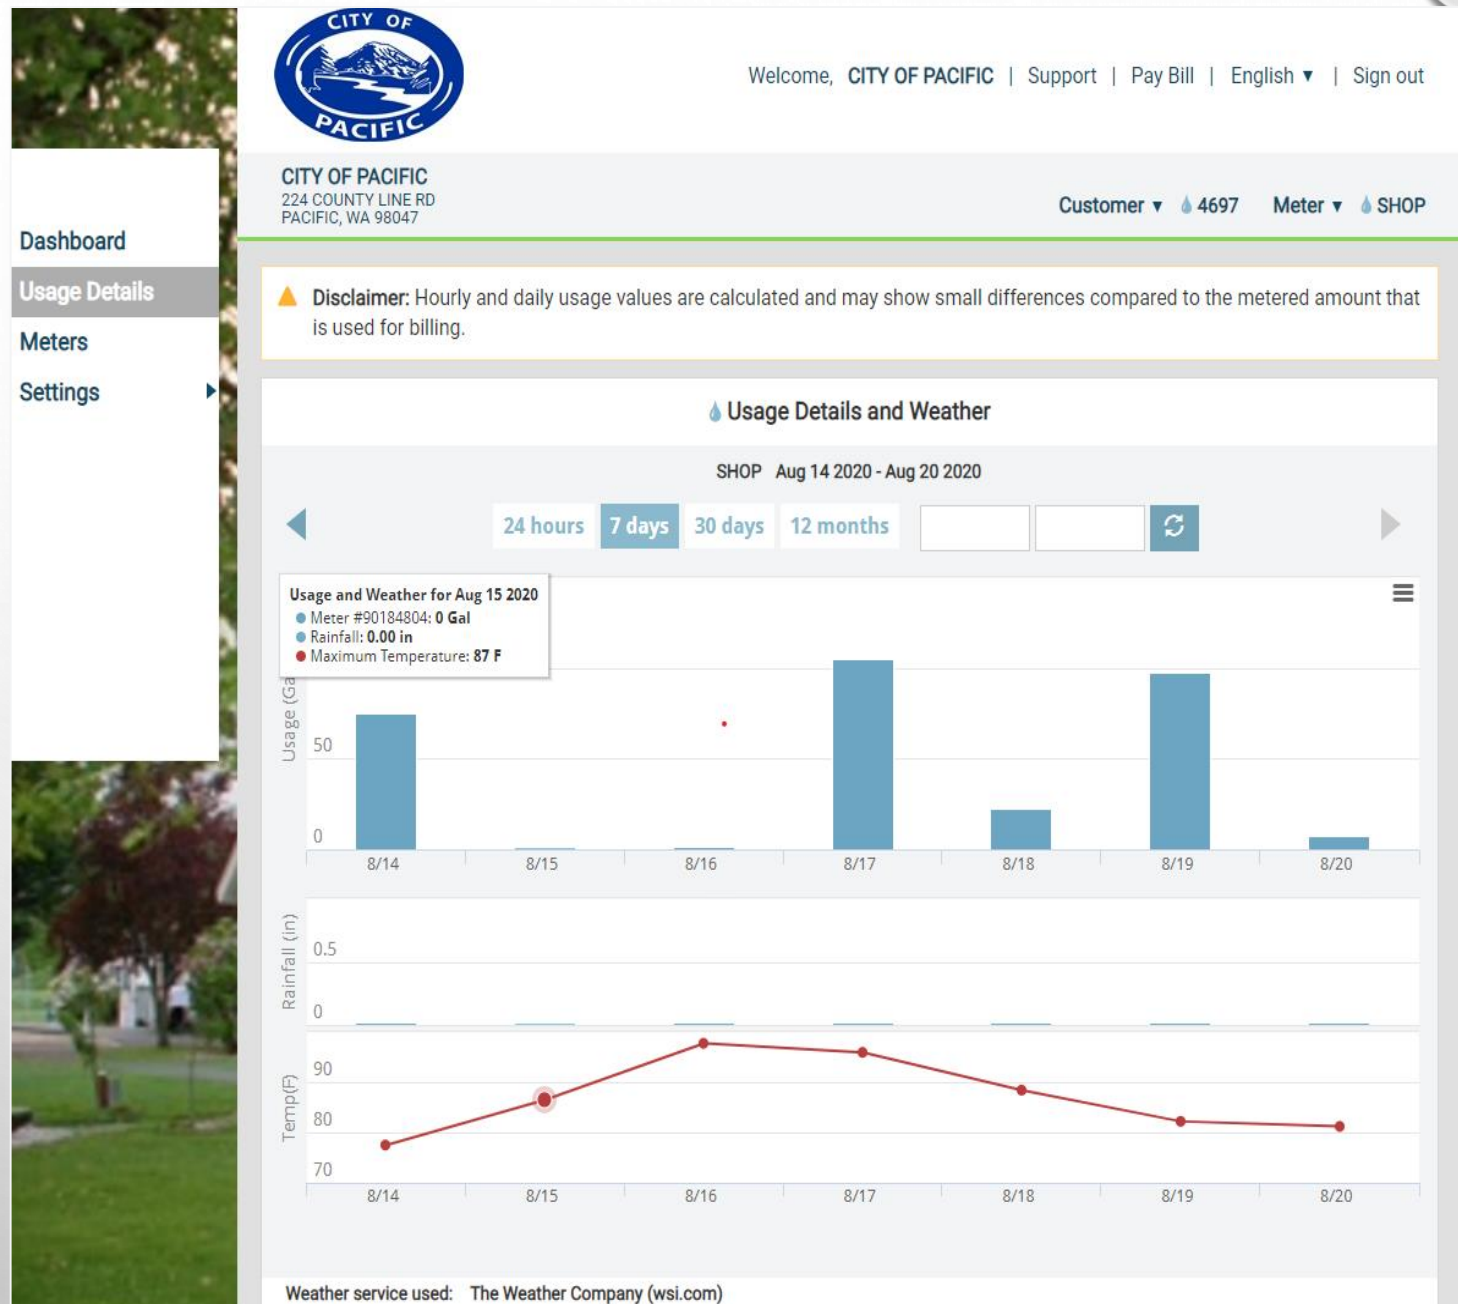 CITY OF
PACIFIC
Welcome, CITY OF PACIFIC | Support | Pay Bill | English ▼ | Sign out
CITY OF PACIFIC
224 COUNTY LINE RD
PACIFIC, WA 98047
Customer ▼ 4697 Meter ▼ SHOP
Dashboard
Usage Details
Meters
Settings
Disclaimer: Hourly and daily usage values are calculated and may show small differences compared to the metered amount that
is used for billing.
Usage Details and Weather
SHOP Aug 14 2020 - Aug 20 2020
24 hours 7 days 30 days 12 months
Usage and Weather for Aug 15 2020
Meter #90184804: 0 Gal
Rainfall: 0.00 in
Maximum Temperature: 87 F
Usage (Ga
50
0
8/14 8/15 8/16 8/17 8/18 8/19 8/20
Rainfall (in)
0.5
0
Temp(F)
90
80
70
8/14 8/15 8/16 8/17 8/18 8/19 8/20
Weather service used: The Weather Company (wsi.com)